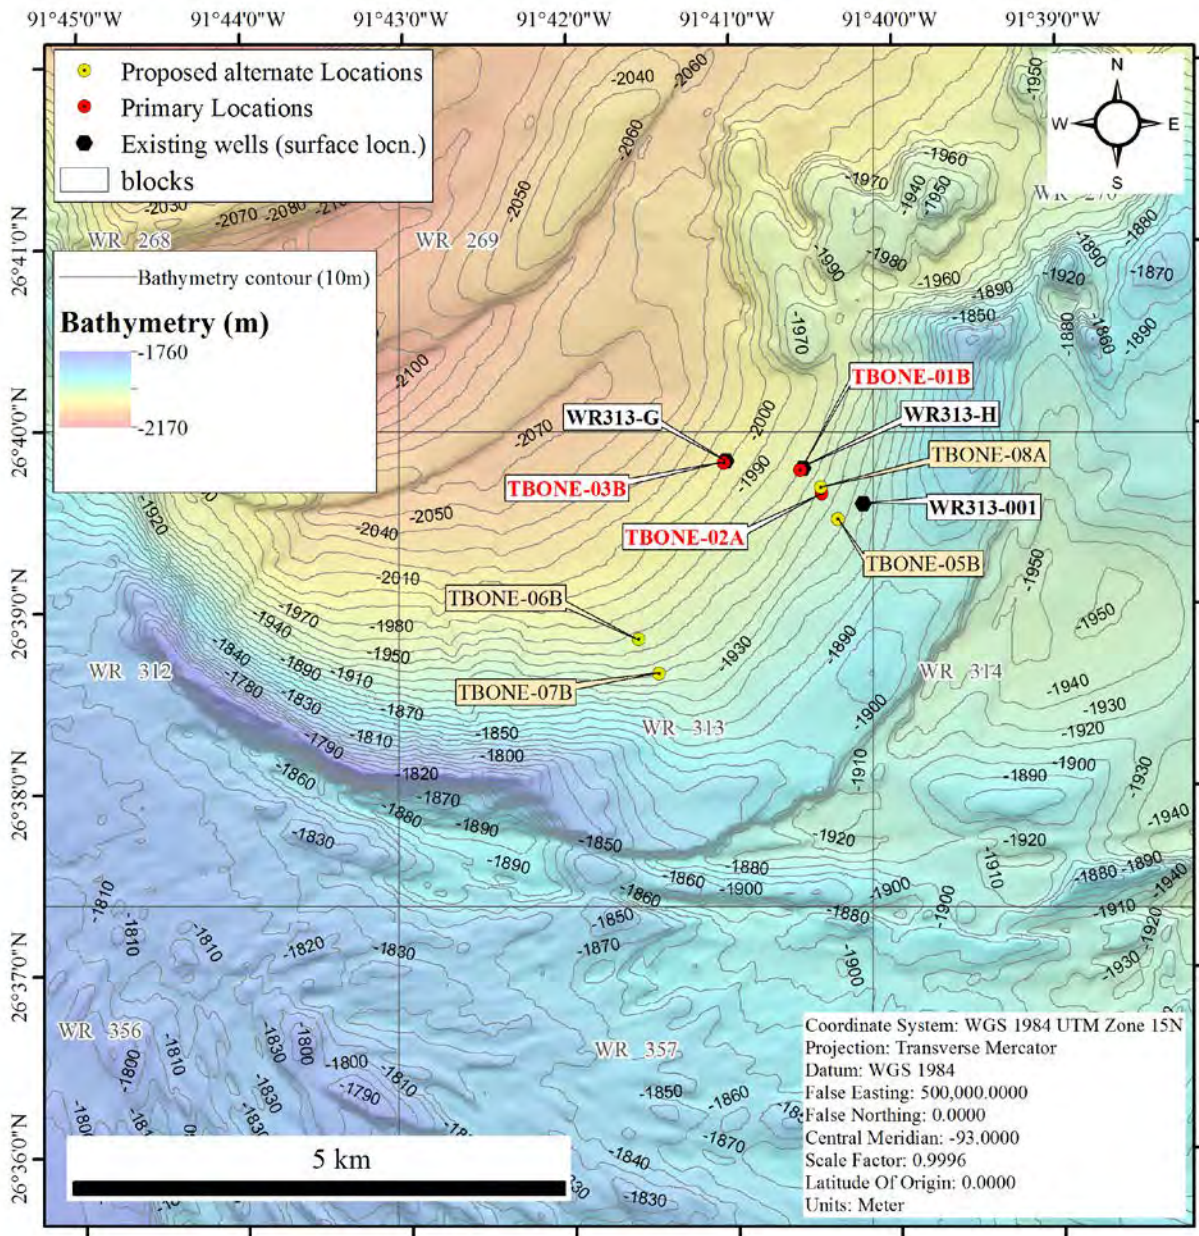 91°45'0"W 91°44'0"W 91°43'0"W 91°42'0"W 91°41'0"W 91°40'0"W 91°39'0"W
Proposed alternate Locations
Primary Locations
Existing wells (surface locn.)
blocks
N
W E
S
-2040
-2060
-2060
-2050
-1950
-1960
-1970
-1940
-1950
-1990
-1980
-1960
-1890
-1850
-1970
-1880
-1890
-1920
-1870
-1880
-1860
-1890
-2030
-2070
-2080
WR 268
WR 269
26°41'0"N
Bathymetry contour (10m)
Bathymetry (m)
-1760
-2170
-2100
TBONE-01B
WR313-G
WR313-H
-2000
26°40'0"N
-2070
TBONE-08A
-1990
TBONE-03B
-2050
WR313-001
-1920
-2040
TBONE-02A
TBONE-05B
-1950
-2010
TBONE-06B
26°39'0"N
-1970
-1980
-1940
-1950
-1930
-1890
-1950
WR 312
-1840
-1890
-1910
WR 314
TBONE-07B
-1780
-1830
-1870
-1940
-1930
WR 313
-1900
-1810
-1850
-1920
-1790
-1800
-1910
-1900
-1890
-1930
26°38'0"N
-1860
-1820
-1870
-1880
-1830
-1890
-1850
-1920
-1920
-1940
-1890
-1880
-1910
-1890
-1860
-1880
-1860
-1900
-1900
-1940
-1810
-1850
-1880
-1900
-1910
-1810
-1810
-1820
-1830
-1870
-1920
-1900
-1930
26°37'0"N
WR 356
-1830
-1800
WR 357
-1800
-1810
-1800
-1810
-1830
-1790
-1850
-1860
-1870
-1830
-1840
-1800
-1830
26°36'0"N
5 km
Coordinate System: WGS 1984 UTM Zone 15N
Projection: Transverse Mercator
Datum: WGS 1984
False Easting: 500,000.0000
False Northing: 0.0000
Central Meridian: -93.0000
Scale Factor: 0.9996
Latitude Of Origin: 0.0000
Units: Meter